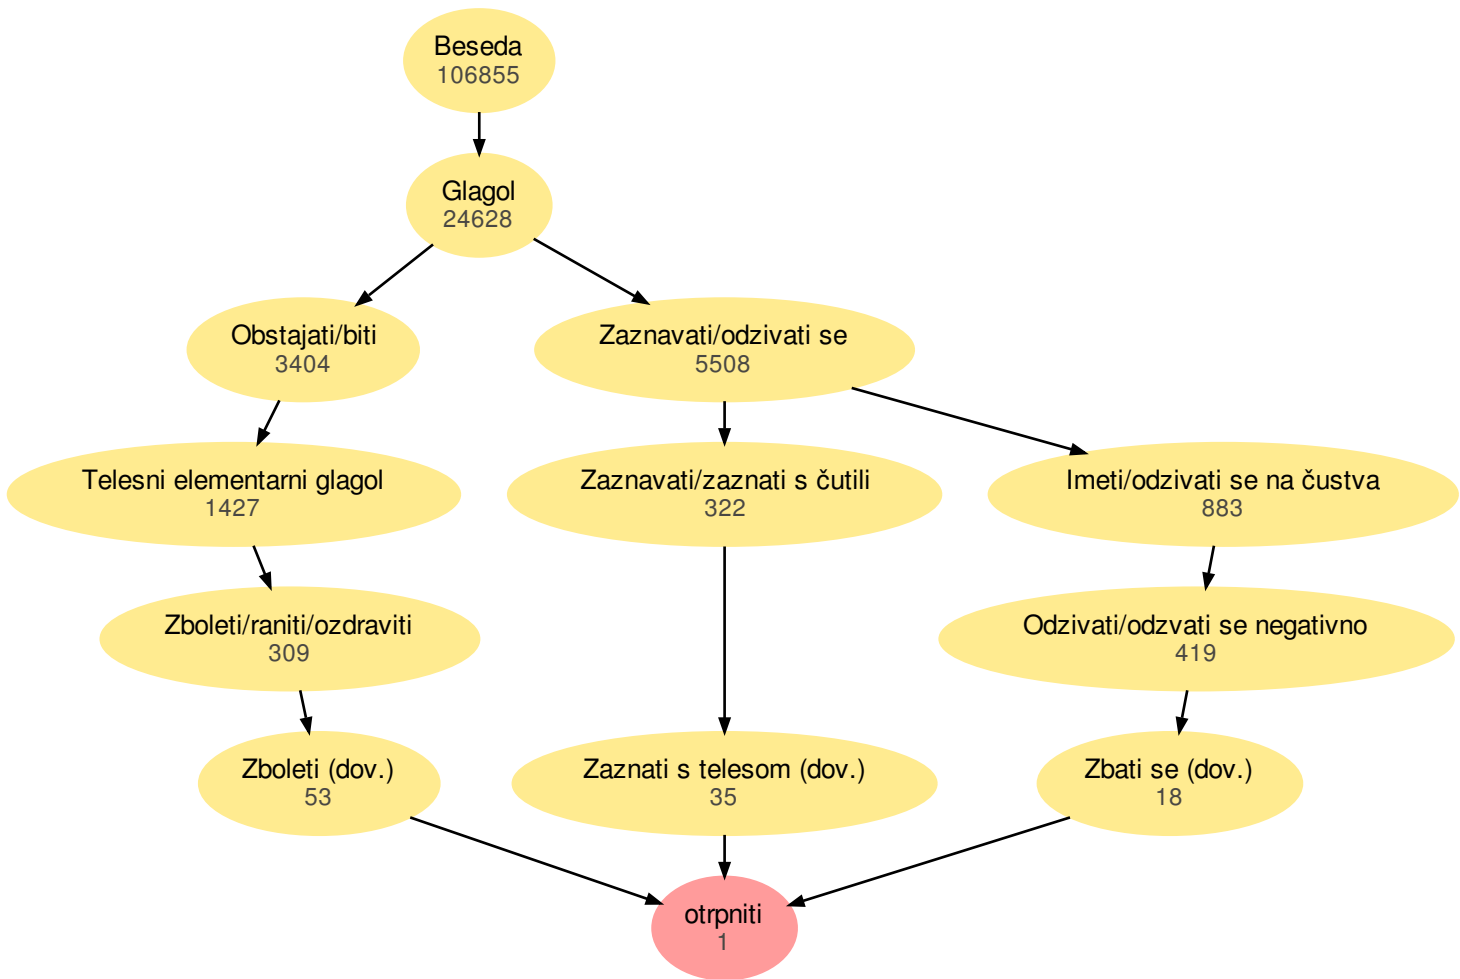 Beseda
106855
Glagol
24628
Obstajati/biti
3404
Zaznavati/odzivati se
5508
Telesni elementarni glagol
1427
Zaznavati/zaznati s čutili
322
Imeti/odzivati se na čustva
883
Zboleti/raniti/ozdraviti
309
Odzivati/odzvati se negativno
419
Zboleti (dov.)
53
Zaznati s telesom (dov.)
35
Zbati se (dov.)
18
otrpniti
1